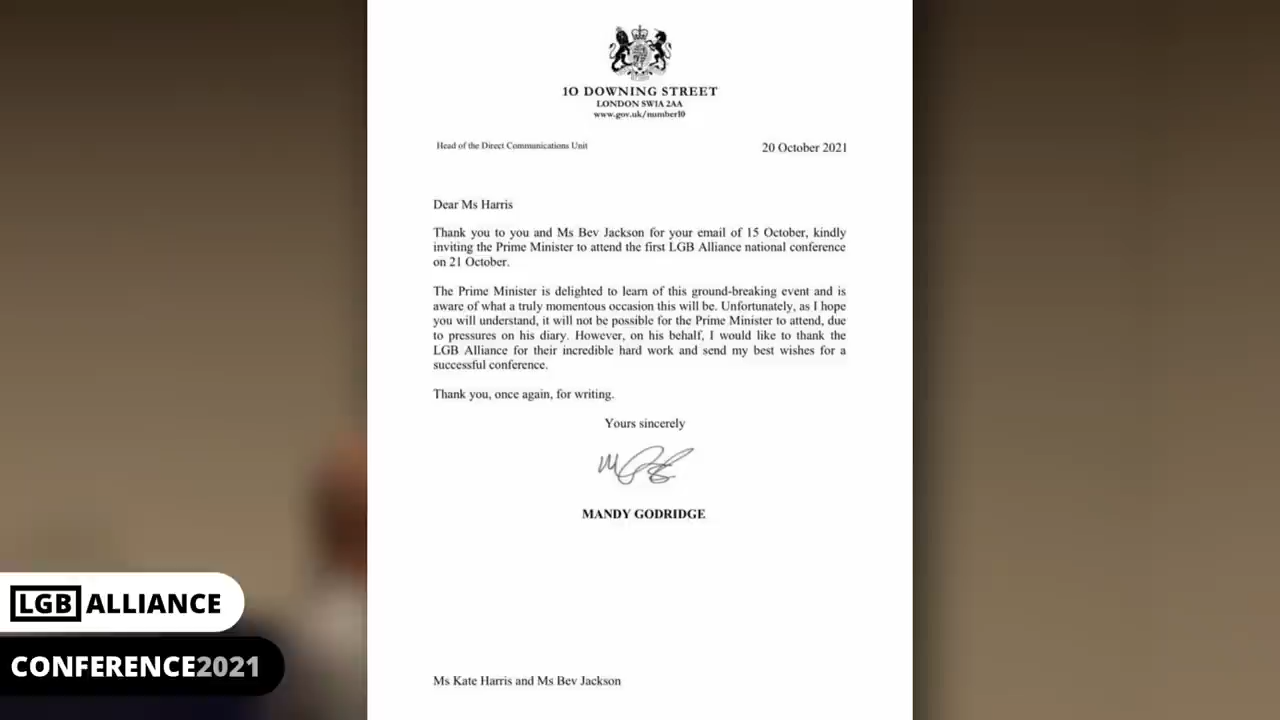 10 DOWNING STREET
LONDON SW1A 2AA
www.gov.uk/number10
Head of the Direct Communications Unit
20 October 2021
Dear Ms Harris
Thank you to you and Ms Bev Jackson for your email of 15 October, kindly
inviting the Prime Minister to attend the first LGB Alliance national conference
on 21 October.
The Prime Minister is delighted to learn of this ground-breaking event and is
aware of what a truly momentous occasion this will be. Unfortunately, as I hope
you will understand, it will not be possible for the Prime Minister to attend, due
to pressures on his diary. However, on his behalf, I would like to thank the
LGB Alliance for their incredible hard work and send my best wishes for a
successful conference.
Thank you, once again, for writing.
Yours sincerely
MANDY GODRIDGE
Ms Kate Harris and Ms Bev Jackson
LGB ALLIANCE
CONFERENCE2021